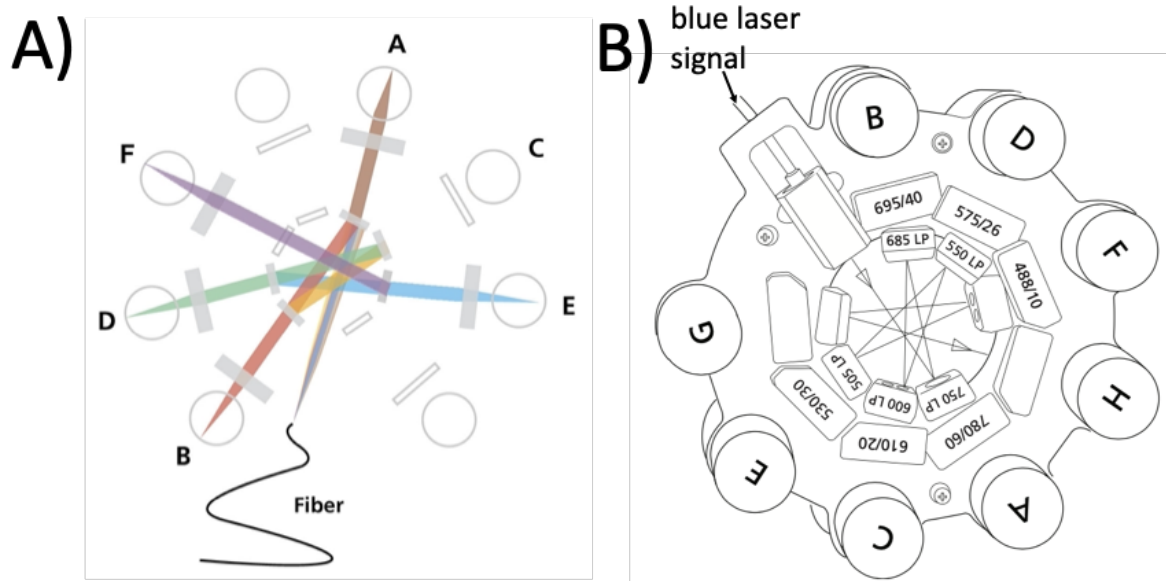 A)
A
F
C
D
E
B
Fiber
B)
blue laser
signal
B
D
F
H
A
C
E
G
695/40
575/26
488/10
685 LP
550 LP
505 LP
600 LP
750 LP
530/30
610/20
780/60